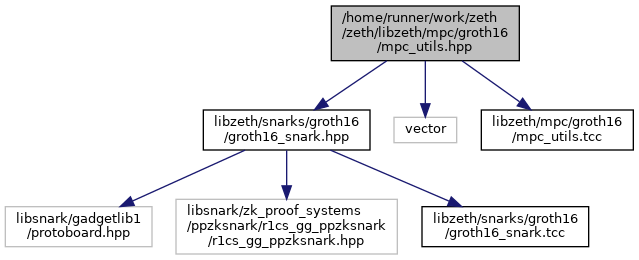 /home/runner/work/zeth
/zeth/libzeth/mpc/groth16
/mpc_utils.hpp
libzeth/snarks/groth16
/groth16_snark.hpp
vector
libzeth/mpc/groth16
/mpc_utils.tcc
libsnark/gadgetlib1
/protoboard.hpp
libsnark/zk_proof_systems
/ppzksnark/r1cs_gg_ppzksnark
/r1cs_gg_ppzksnark.hpp
libzeth/snarks/groth16
/groth16_snark.tcc